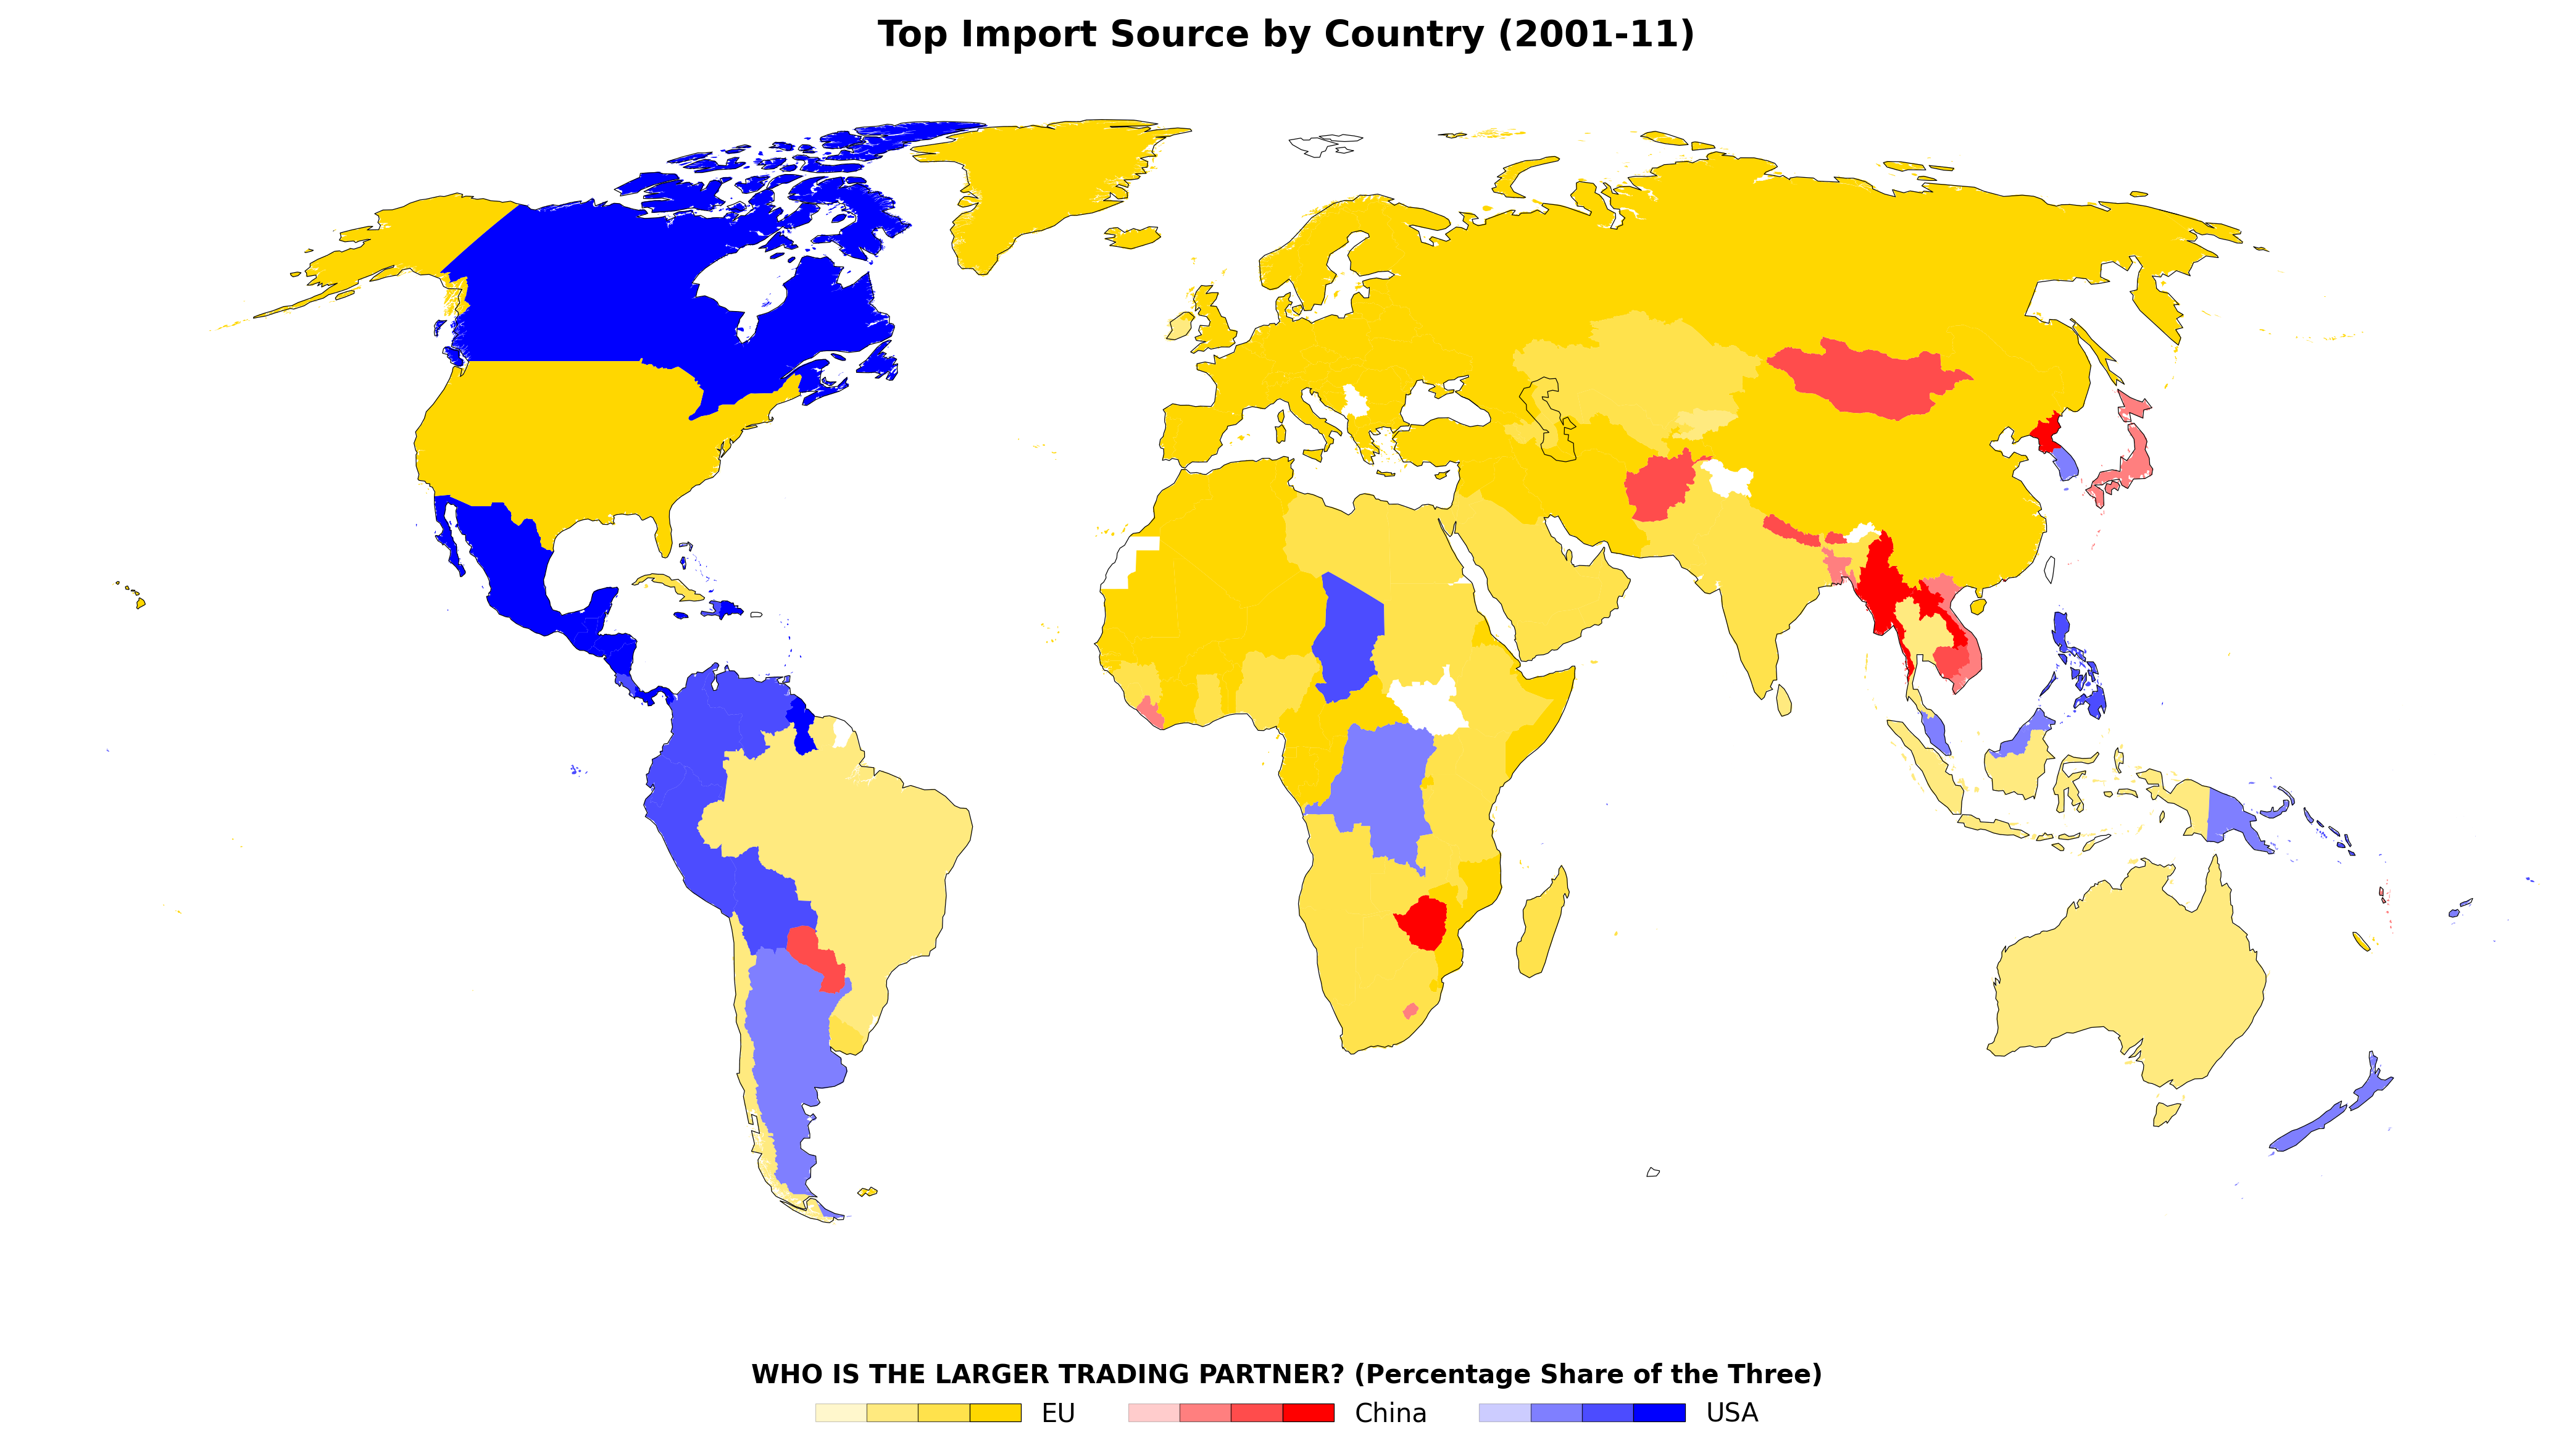 Top Import Source by Country (2001-11)
WHO IS THE LARGER TRADING PARTNER? (Percentage Share of the Three)
EU China USA